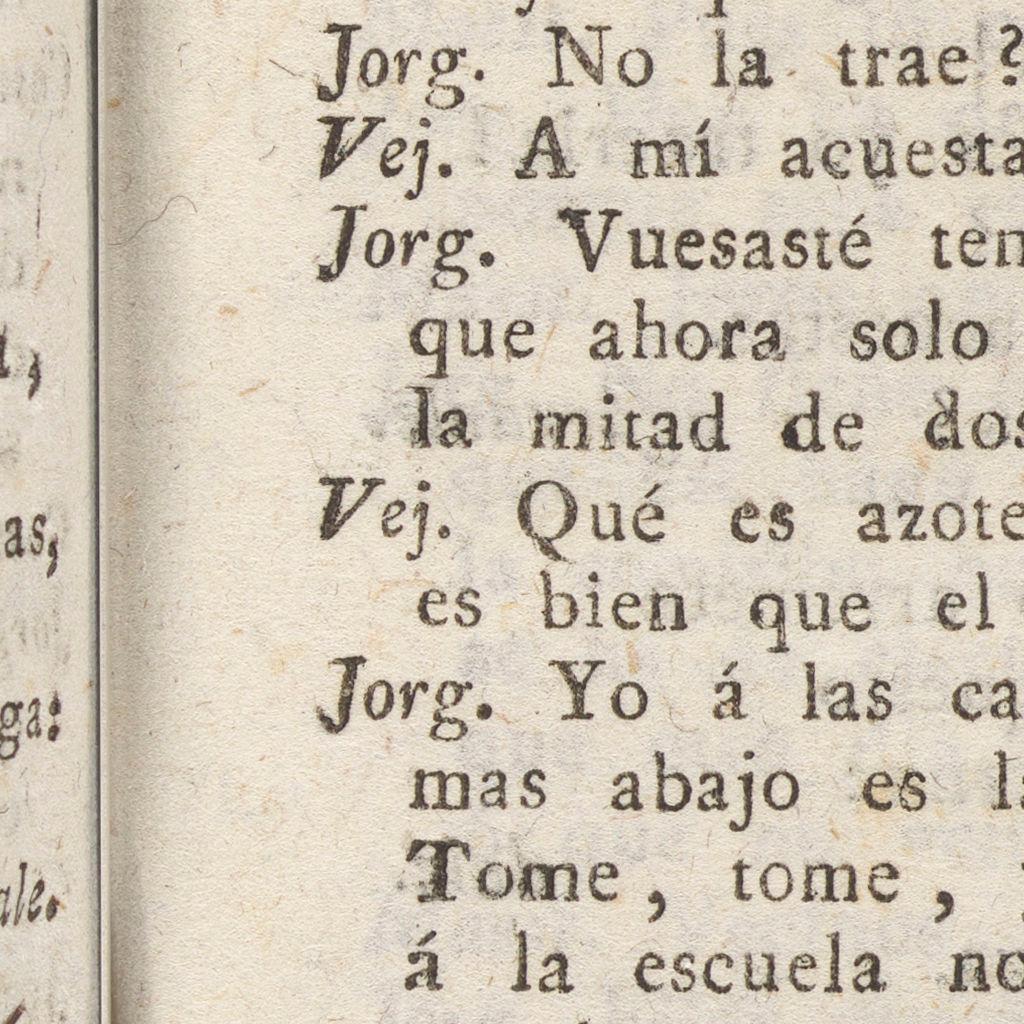 Jorg. No la trae?
Vej. A mí acuesta
Jorg. Vuesasté ten
que ahora solo
la mitad de dos
Vej. Qué es azote
es bien que el
Jorg. Yo á las ca
mas abajo es la
Tome, tome,
á la escuela no
as,
ga:
ale.